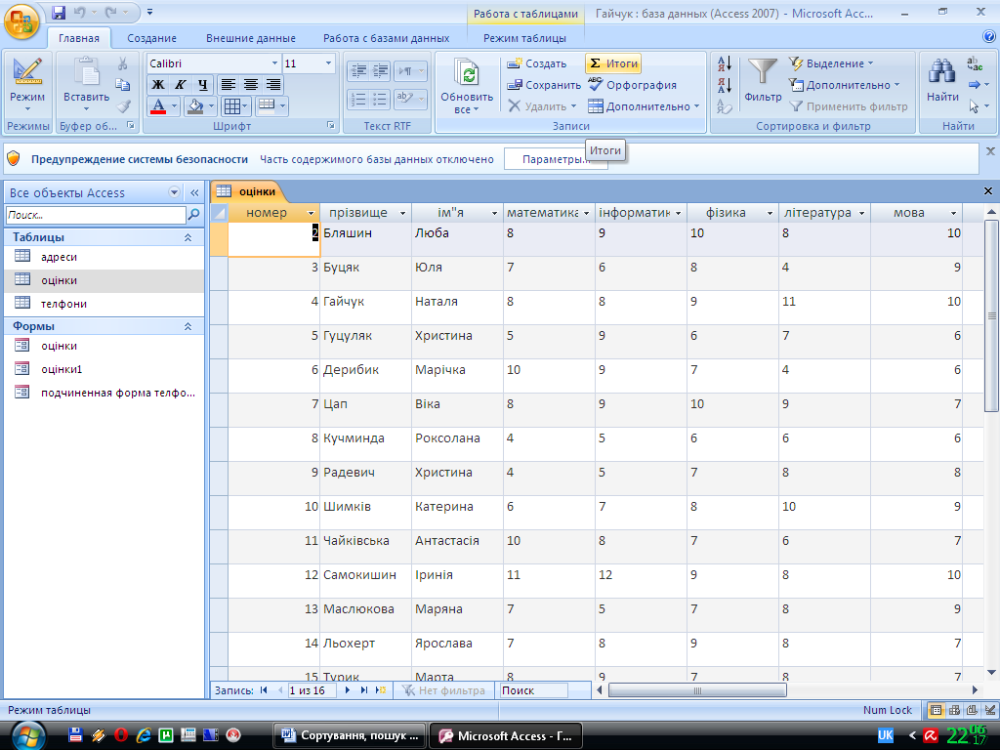 Работа с таблицами Гайчук : база данных (Access 2007) - Microsoft Acc...
Главная Создание Внешние данные Работа с базами данных Режим таблицы
Calibri 11 Создать Итоги Выделение
Режим Вставить Ж К Ч Обновить все Сохранить Орфография Фильтр Дополнительно Найти
Удалить Дополнительно Применить фильтр
Режимы Буфер об... Шрифт Текст RTF Записи Сортировка и фильтр Найти
Предупреждение системы безопасности Часть содержимого базы данных отключено Параметры... Итоги
Все объекты Access оцінки
Поиск... номер прізвище ім"я математика інформатик фізика література мова
Таблицы
адреси
оцінки
телфони
Формы
оцінки
оцінки1
подчиненная форма телфо...
2 Бляшин Люба 8 9 10 8 10
3 Буцяк Юля 7 6 8 4 9
4 Гайчук Наталя 8 8 9 11 10
5 Гуцуляк Христина 5 9 6 7 6
6 Дерибик Марічка 10 9 7 4 6
7 Цап Віка 8 9 10 9 7
8 Кучминда Роксолана 4 5 6 6 6
9 Радевич Христина 4 5 7 8 8
10 Шимків Катерина 6 7 8 10 9
11 Чайківська Антастасія 10 8 7 6 7
12 Самокишин Іринія 11 12 9 8 10
13 Маслюкова Маряна 7 5 7 8 9
14 Льохерт Ярослава 7 8 9 8 7
15 Турик Марта 8 9 7 8 7
Запись: 1 из 16 Нет фильтра Поиск
Режим таблицы Num Lock
Сортування, пошук ... Microsoft Access - Г... UK 22 06 17